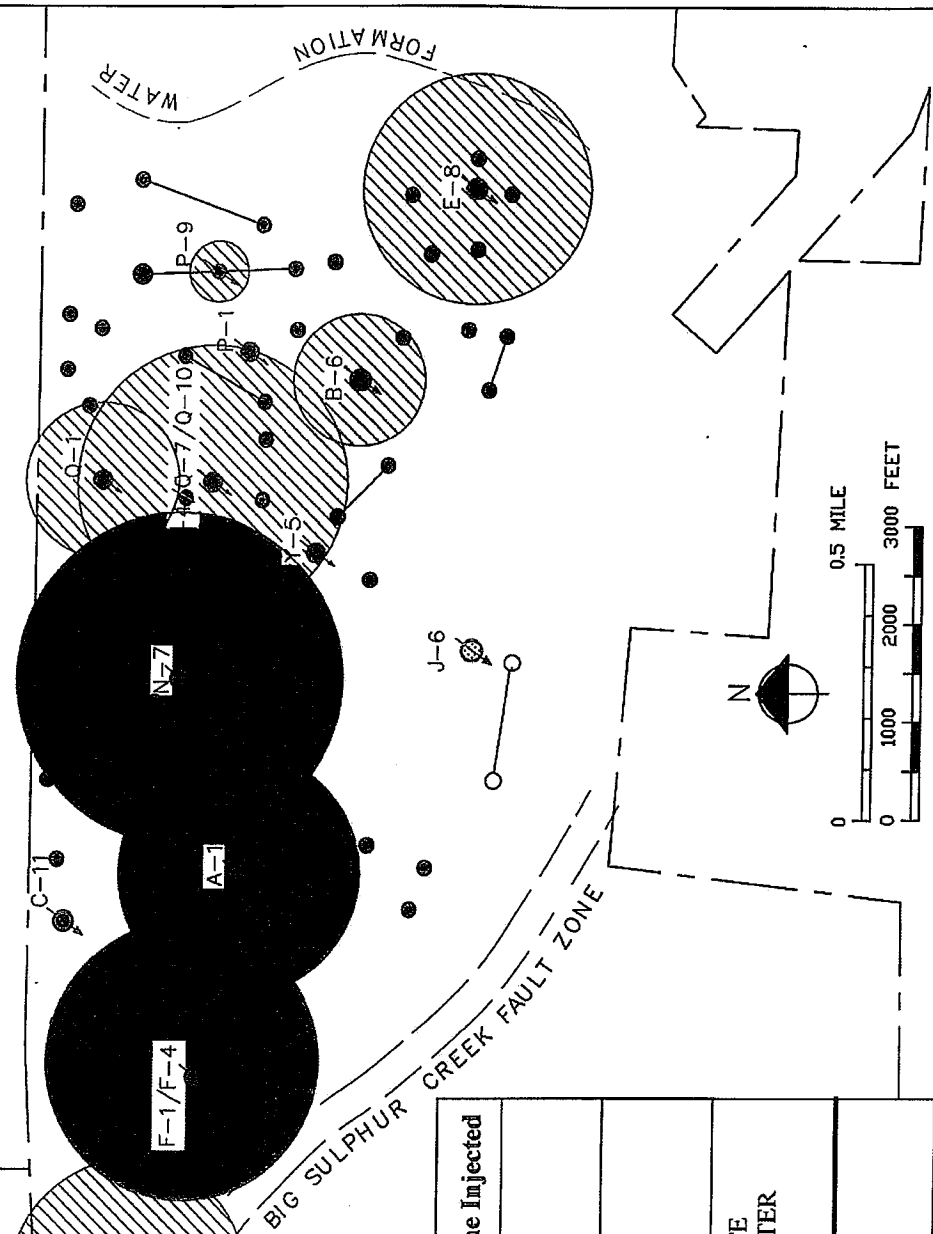 WATER
FORMATION
P-9
E-8
P-1
B-6
O-1
Q-7/Q-10
X-5
N-7
J-6
C-11
A-1
F-1/F-4
BIG SULPHUR CREEK FAULT ZONE
N
0 0.5 MILE
0 1000 2000 3000 FEET
Injected